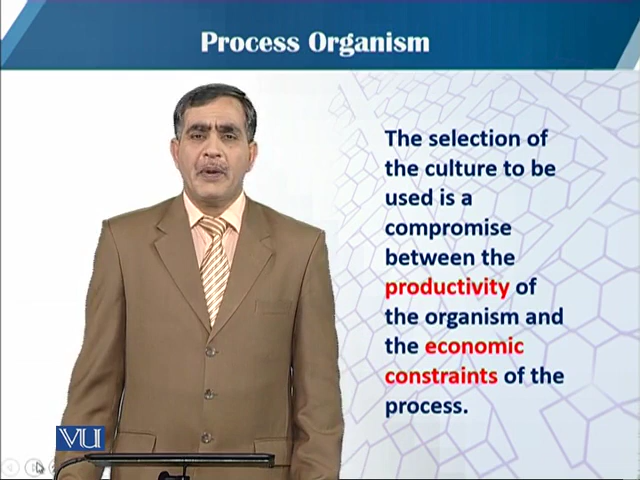 Process Organism
The selection of
the culture to be
used is a
compromise
between the
productivity of
the organism and
the economic
constraints of the
process.
VU